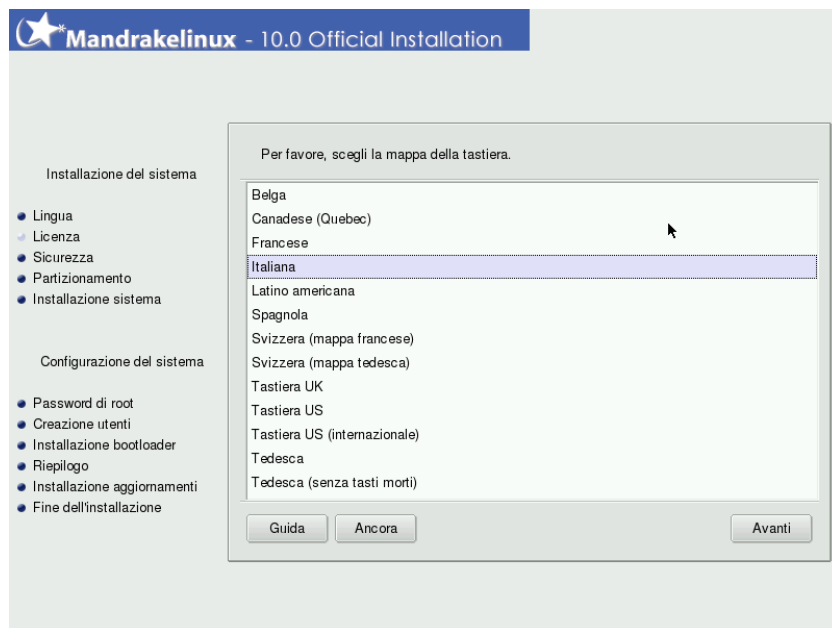 Mandrakelinux - 10.0 Official Installation
Installazione del sistema
Lingua
Licenza
Sicurezza
Partizionamento
Installazione sistema
Configurazione del sistema
Password di root
Creazione utenti
Installazione bootloader
Riepilogo
Installazione aggiornamenti
Fine dell'installazione
Per favore, scegli la mappa della tastiera.
Belga
Canadese (Quebec)
Francese
Italiana
Latino americana
Spagnola
Svizzera (mappa francese)
Svizzera (mappa tedesca)
Tastiera UK
Tastiera US
Tastiera US (internazionale)
Tedesca
Tedesca (senza tasti morti)
Guida Ancora Avanti